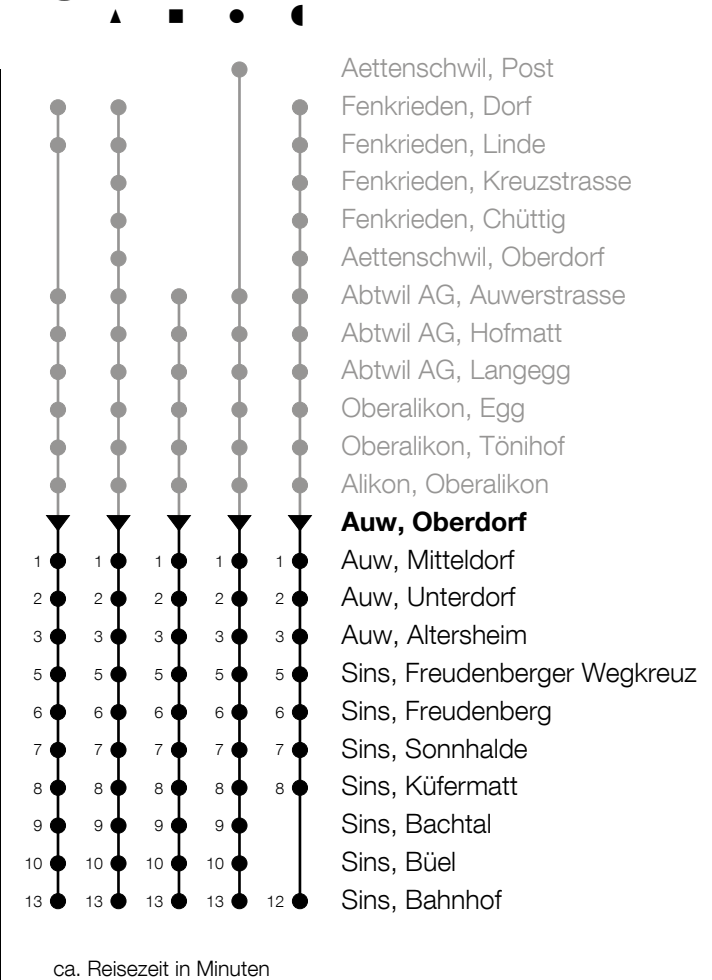 Aettenschwil, Post
Fenkrieden, Dorf
Fenkrieden, Linde
Fenkrieden, Kreuzstrasse
Fenkrieden, Chüttig
Aettenschwil, Oberdorf
Abtwil AG, Auwerstrasse
Abtwil AG, Hofmatt
Abtwil AG, Langegg
Oberalikon, Egg
Oberalikon, Tönihof
Alikon, Oberalikon
Auw, Oberdorf
1 1 1 1 1 Auw, Mitteldorf
2 2 2 2 2 Auw, Unterdorf
3 3 3 3 3 Auw, Altersheim
5 5 5 5 5 Sins, Freudenberger Wegkreuz
6 6 6 6 6 Sins, Freudenberg
7 7 7 7 7 Sins, Sonnhalde
8 8 8 8 8 Sins, Küfermatt
9 9 9 9 Sins, Bachtal
10 10 10 10 Sins, Büel
13 13 13 13 12 Sins, Bahnhof
ca. Reisezeit in Minuten